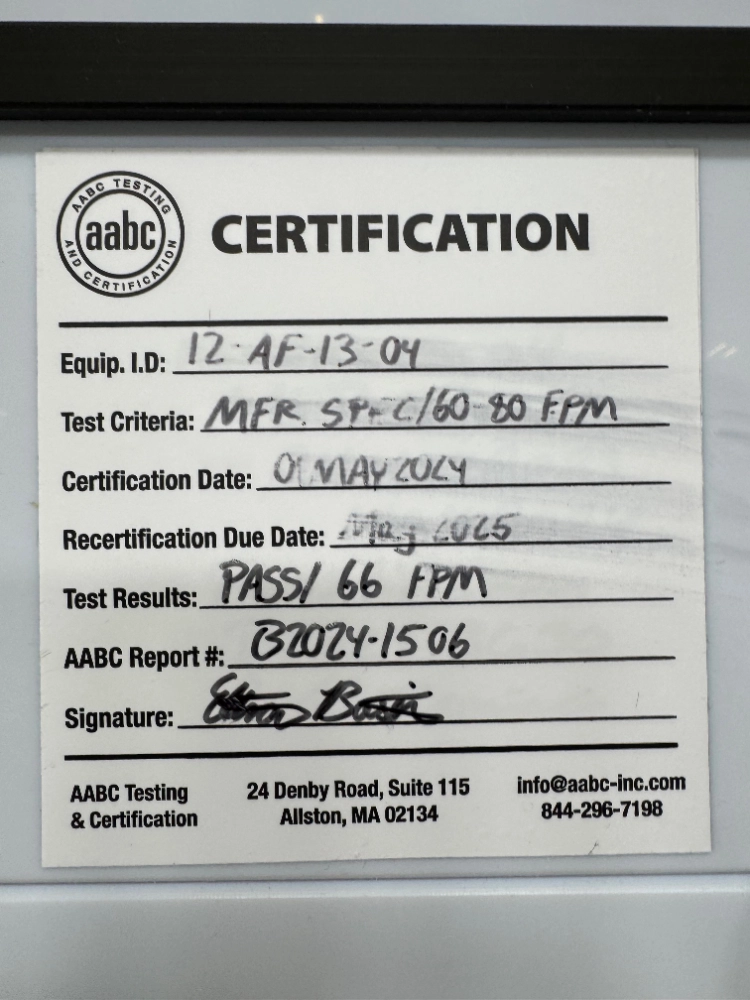 AABC TESTING
aabc
AND CERTIFICATION
CERTIFICATION
Equip. I.D: 12-AF-13-04
Test Criteria: MFR. SPEC/60-80 FPM
Certification Date: 01 MAY 2024
Recertification Due Date: May 2025
Test Results: PASS/ 66 FPM
AABC Report #: B2024-1506
Signature:
AABC Testing
& Certification
24 Denby Road, Suite 115
Allston, MA 02134
info@aabc-inc.com
844-296-7198